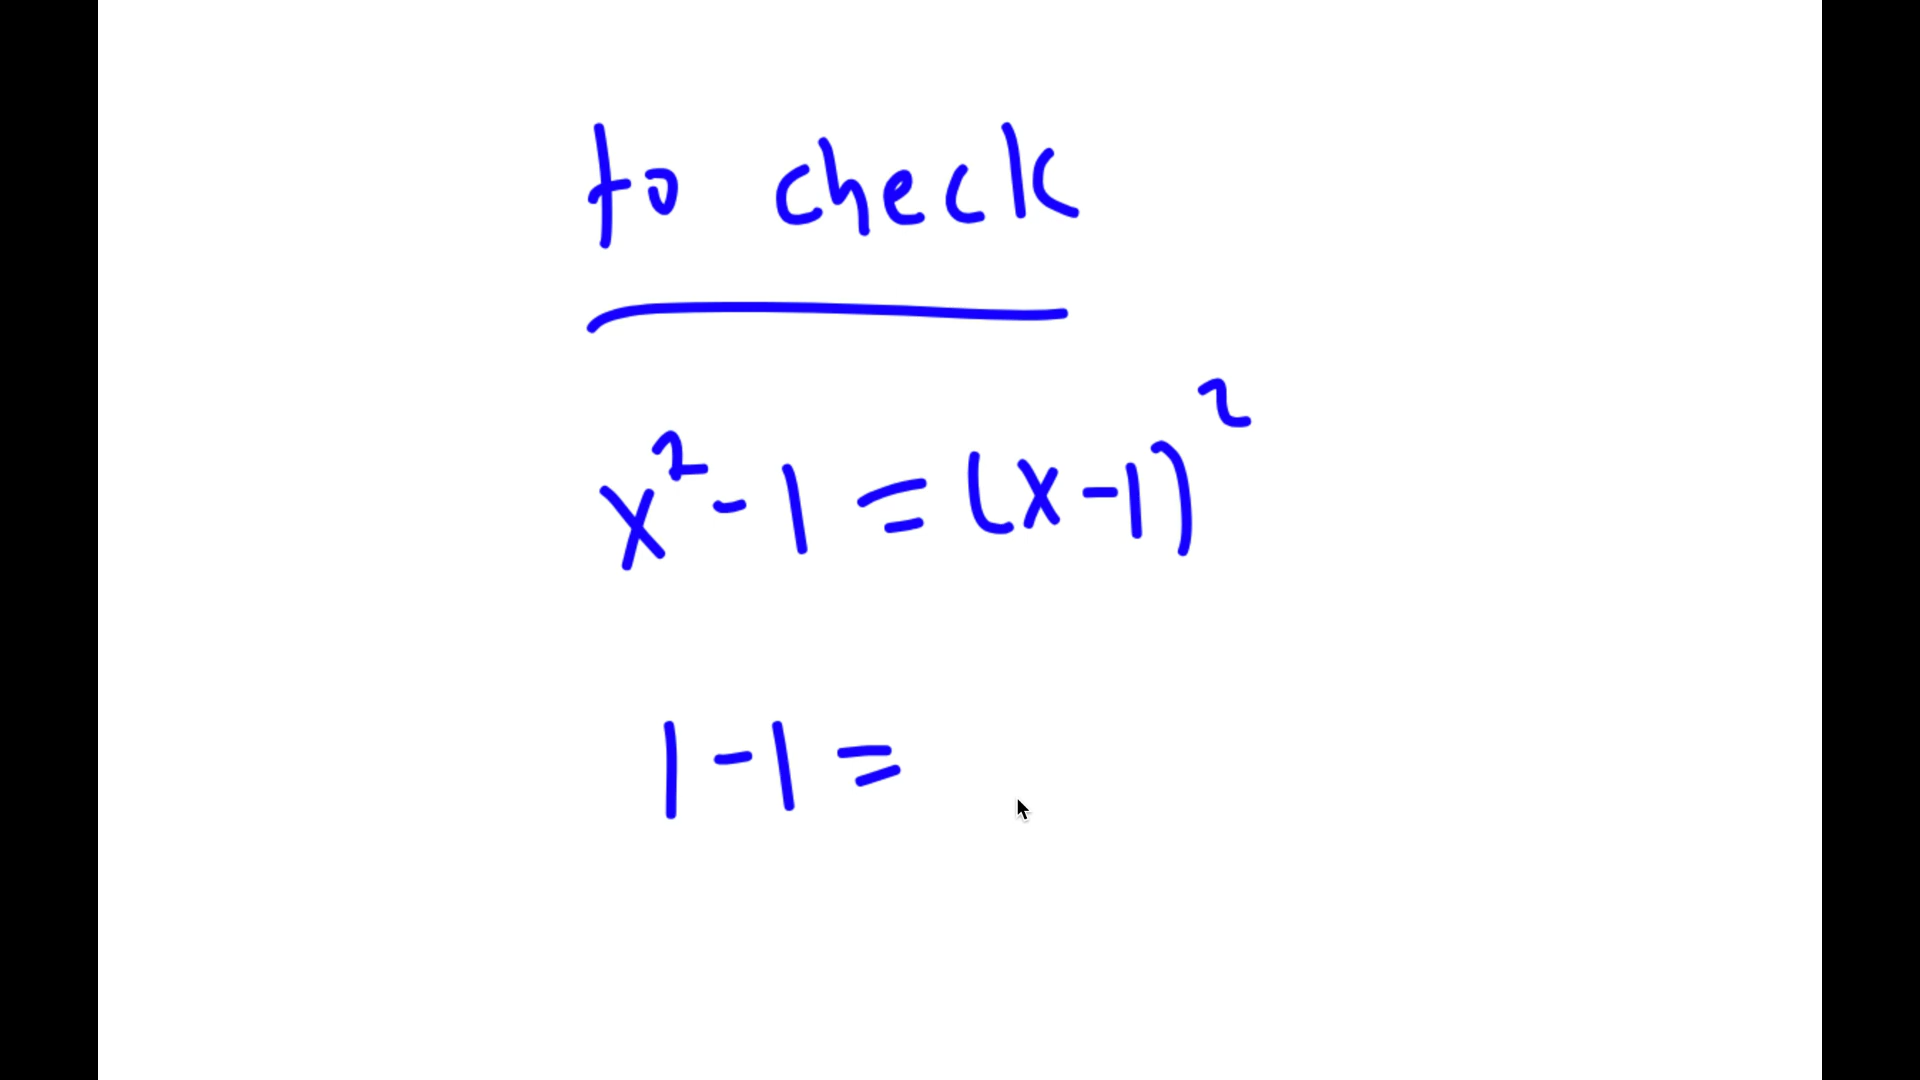 to check
x² - 1 = (x - 1)²
1 - 1 =